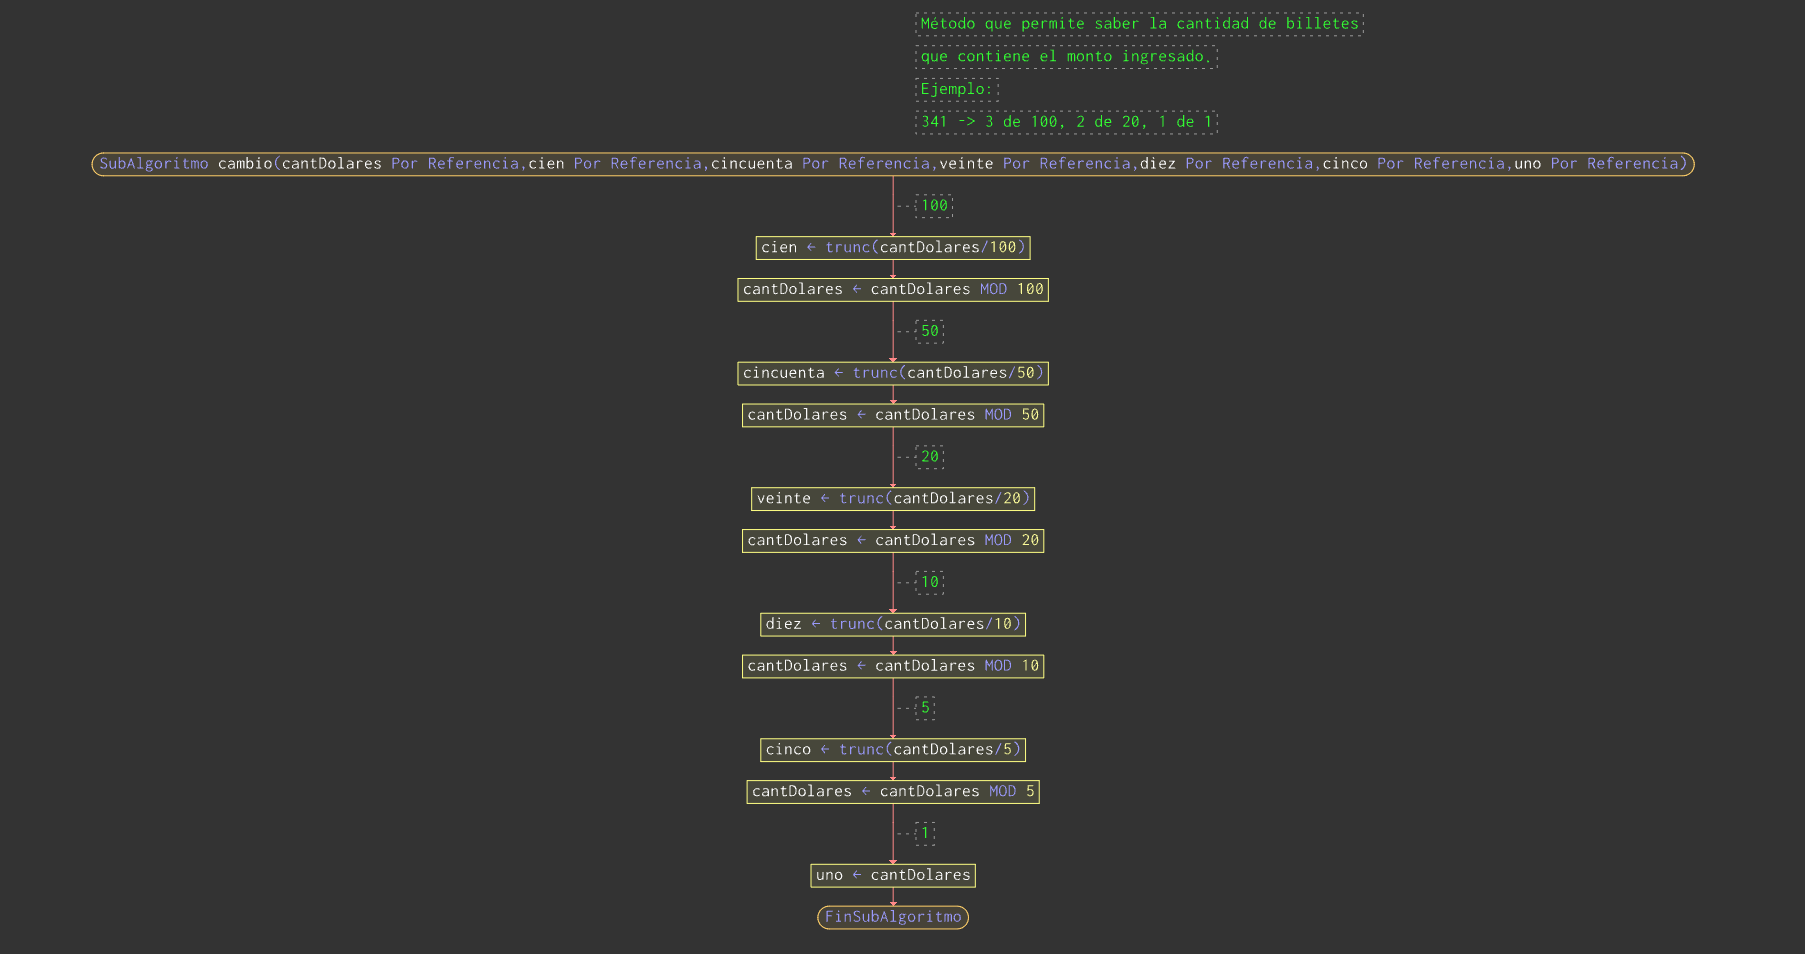 Método que permite saber la cantidad de billetes
que contiene el monto ingresado.
Ejemplo:
341 -> 3 de 100, 2 de 20, 1 de 1
SubAlgoritmo cambio(cantDolares Por Referencia,cien Por Referencia,cincuenta Por Referencia,veinte Por Referencia,diez Por Referencia,cinco Por Referencia,uno Por Referencia)
100
cien ← trunc(cantDolares/100)
cantDolares ← cantDolares MOD 100
50
cincuenta ← trunc(cantDolares/50)
cantDolares ← cantDolares MOD 50
20
veinte ← trunc(cantDolares/20)
cantDolares ← cantDolares MOD 20
10
diez ← trunc(cantDolares/10)
cantDolares ← cantDolares MOD 10
5
cinco ← trunc(cantDolares/5)
cantDolares ← cantDolares MOD 5
1
uno ← cantDolares
FinSubAlgoritmo